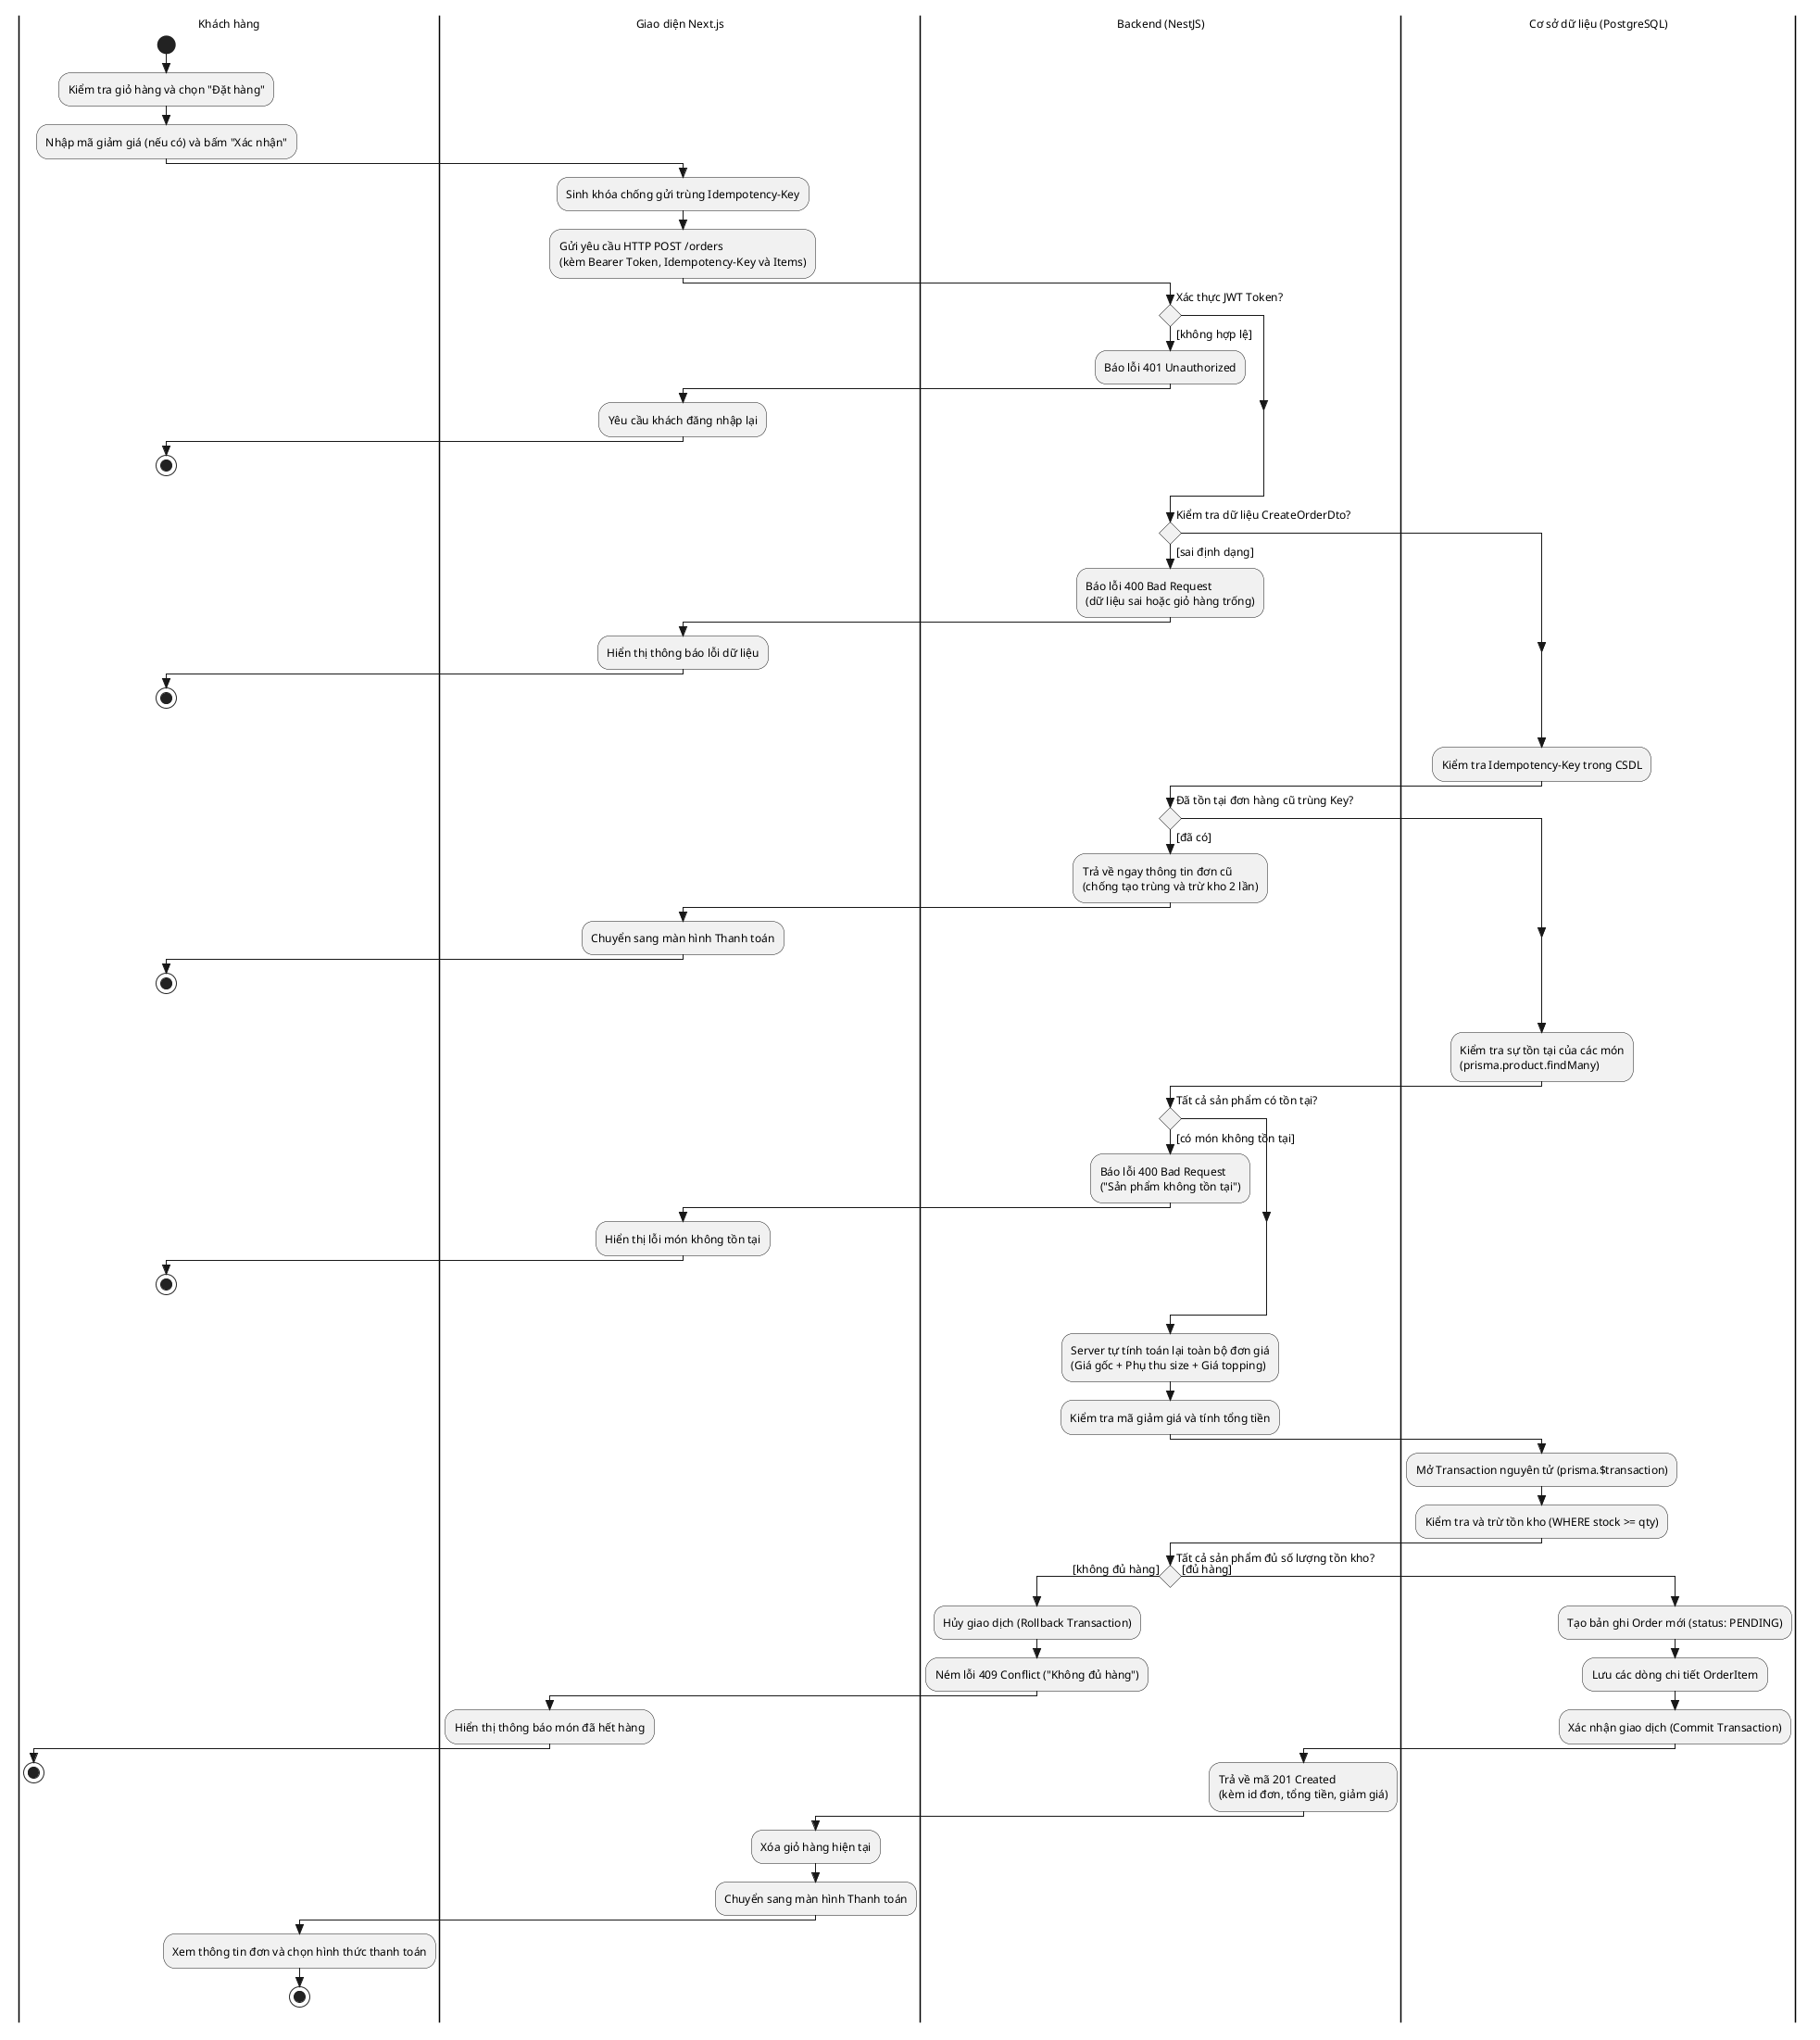 Khách hàng
Giao diện Next.js
Backend (NestJS)
Cơ sở dữ liệu (PostgreSQL)
Kiểm tra giỏ hàng và chọn "Đặt hàng"
Nhập mã giảm giá (nếu có) và bấm "Xác nhận"
Sinh khóa chống gửi trùng Idempotency-Key
Gửi yêu cầu HTTP POST /orders
(kèm Bearer Token, Idempotency-Key và Items)
Xác thực JWT Token?
[không hợp lệ]
Báo lỗi 401 Unauthorized
Yêu cầu khách đăng nhập lại
Kiểm tra dữ liệu CreateOrderDto?
[sai định dạng]
Báo lỗi 400 Bad Request
(dữ liệu sai hoặc giỏ hàng trống)
Hiển thị thông báo lỗi dữ liệu
Kiểm tra Idempotency-Key trong CSDL
Đã tồn tại đơn hàng cũ trùng Key?
[đã có]
Trả về ngay thông tin đơn cũ
(chống tạo trùng và trừ kho 2 lần)
Chuyển sang màn hình Thanh toán
Kiểm tra sự tồn tại của các món
(prisma.product.findMany)
Tất cả sản phẩm có tồn tại?
[có món không tồn tại]
Báo lỗi 400 Bad Request
("Sản phẩm không tồn tại")
Hiển thị lỗi món không tồn tại
Server tự tính toán lại toàn bộ đơn giá
(Giá gốc + Phụ thu size + Giá topping)
Kiểm tra mã giảm giá và tính tổng tiền
Mở Transaction nguyên tử (prisma.$transaction)
Kiểm tra và trừ tồn kho (WHERE stock >= qty)
Tất cả sản phẩm đủ số lượng tồn kho?
[không đủ hàng]
[đủ hàng]
Hủy giao dịch (Rollback Transaction)
Tạo bản ghi Order mới (status: PENDING)
Ném lỗi 409 Conflict ("Không đủ hàng")
Lưu các dòng chi tiết OrderItem
Hiển thị thông báo món đã hết hàng
Xác nhận giao dịch (Commit Transaction)
Trả về mã 201 Created
(kèm id đơn, tổng tiền, giảm giá)
Xóa giỏ hàng hiện tại
Chuyển sang màn hình Thanh toán
Xem thông tin đơn và chọn hình thức thanh toán